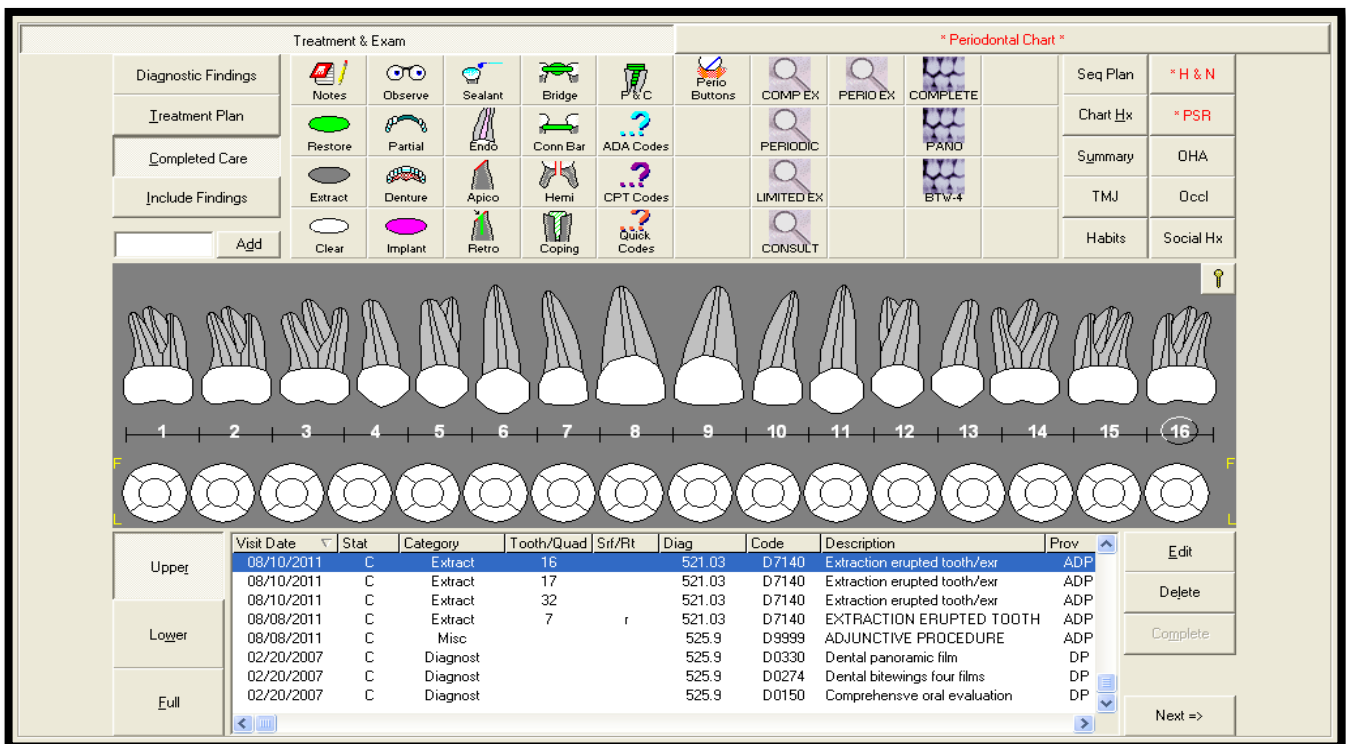 Treatment & Exam * Periodontal Chart *
Diagnostic Findings
Treatment Plan
Completed Care
Include Findings
Add
Notes Observe Sealant Bridge P & C Perio Buttons COMP EX PERIO EX COMPLETE
Restore Partial Endo Conn Bar ADA Codes PERIODIC PANO
Extract Denture Apico Hemi CPT Codes LIMITED EX BTW-4
Clear Implant Retro Coping Quick Codes CONSULT
Seq Plan * H & N
Chart Hx * PSR
Summary OHA
TMJ Occl
Habits Social Hx
1 2 3 4 5 6 7 8 9 10 11 12 13 14 15 16
F F
L L
Upper
Lower
Full
Visit Date Stat Category Tooth/Quad Srf/Rt Diag Code Description Prov
08/10/2011 C Extract 16 521.03 D7140 Extraction erupted tooth/exr ADP
08/10/2011 C Extract 17 521.03 D7140 Extraction erupted tooth/exr ADP
08/10/2011 C Extract 32 521.03 D7140 Extraction erupted tooth/exr ADP
08/08/2011 C Extract 7 r 521.03 D7140 EXTRACTION ERUPTED TOOTH ADP
08/08/2011 C Misc 525.9 D9999 ADJUNCTIVE PROCEDURE ADP
02/20/2007 C Diagnost 525.9 D0330 Dental panoramic film DP
02/20/2007 C Diagnost 525.9 D0274 Dental bitewings four films DP
02/20/2007 C Diagnost 525.9 D0150 Comprehensve oral evaluation DP
Edit
Delete
Complete
Next =>